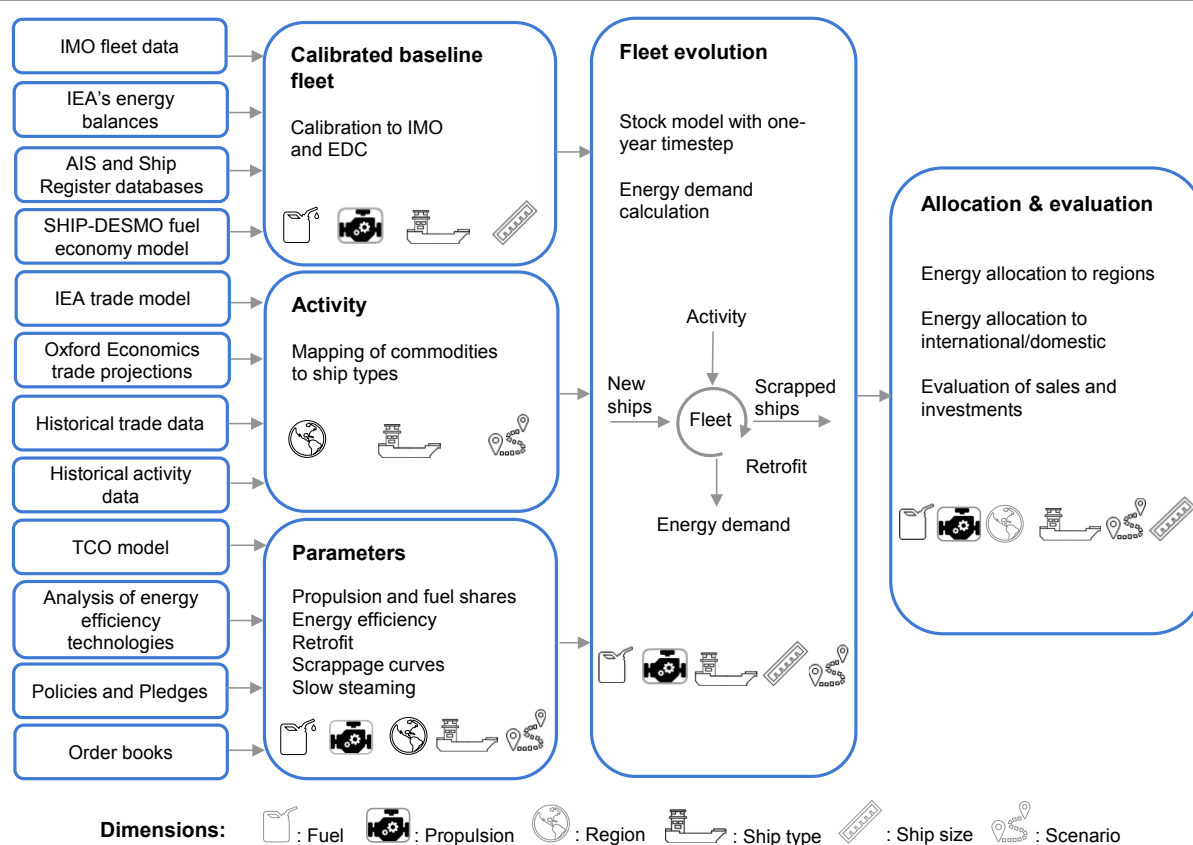 IMO fleet data
IEA's energy
balances
AIS and Ship
Register databases
SHIP-DESMO fuel
economy model
IEA trade model
Oxford Economics
trade projections
Historical trade data
Historical activity
data
TCO model
Analysis of energy
efficiency
technologies
Policies and Pledges
Order books
Calibrated baseline
fleet
Calibration to IMO
and EDC
Activity
Mapping of commodities
to ship types
Parameters
Propulsion and fuel shares
Energy efficiency
Retrofit
Scrappage curves
Slow steaming
Fleet evolution
Stock model with one-
year timestep
Energy demand
calculation
Activity
New
ships
Fleet
Scrapped
ships
Retrofit
Energy demand
Allocation & evaluation
Energy allocation to regions
Energy allocation to
international/domestic
Evaluation of sales and
investments
Dimensions: : Fuel : Propulsion : Region : Ship type : Ship size : Scenario